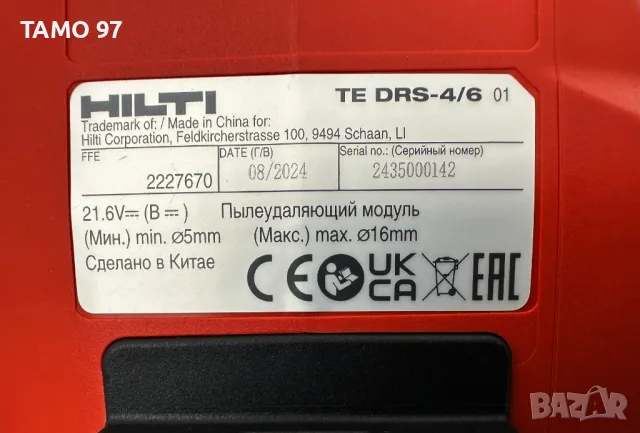 TAMO 97
HILTI TE DRS-4/6 01
Trademark of: / Made in China for:
Hilti Corporation, Feldkircherstrasse 100, 9494 Schaan, LI
FFE DATE (Г/В) Serial no.: (Серийный номер)
2227670 08/2024 2435000142
21.6V⎓ (В⎓) Пылеудаляющий модуль
(Мин.) min. ø5mm (Макс.) max. ø16mm
Сделано в Китае
CE UK CA EAC
BAZAR
.bg